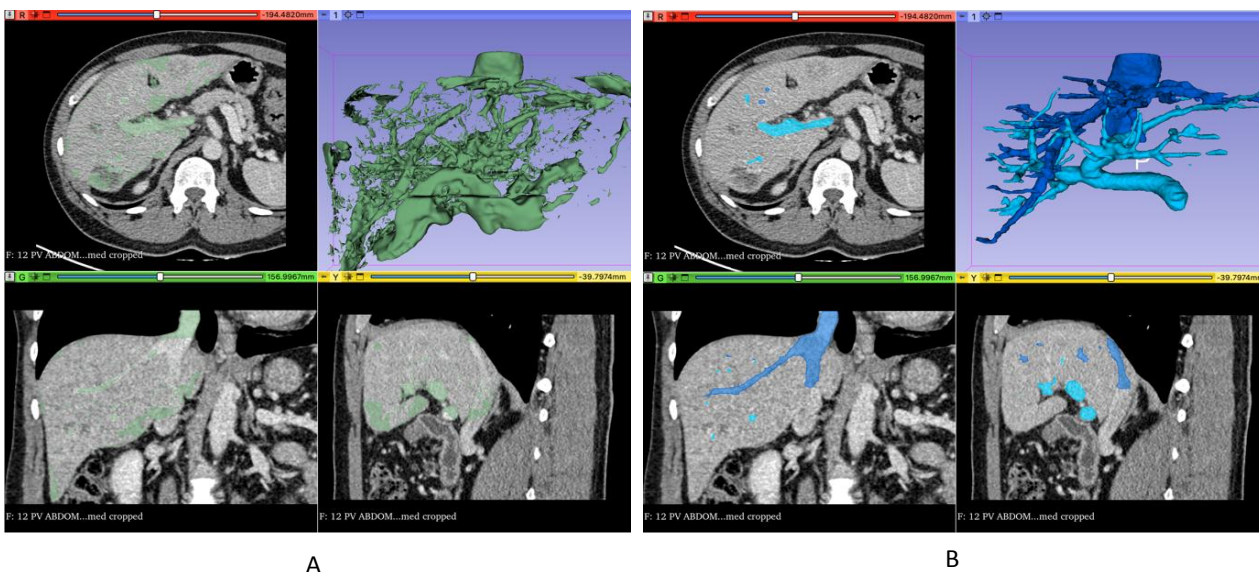 R -194.4820mm 1
F: 12 PV ABDOM...med cropped
G 156.9967mm Y -39.7974mm
F: 12 PV ABDOM...med cropped F: 12 PV ABDOM...med cropped
A
R -194.4820mm 1
P
F: 12 PV ABDOM...med cropped
G 156.9967mm Y -39.7974mm
F: 12 PV ABDOM...med cropped F: 12 PV ABDOM...med cropped
B